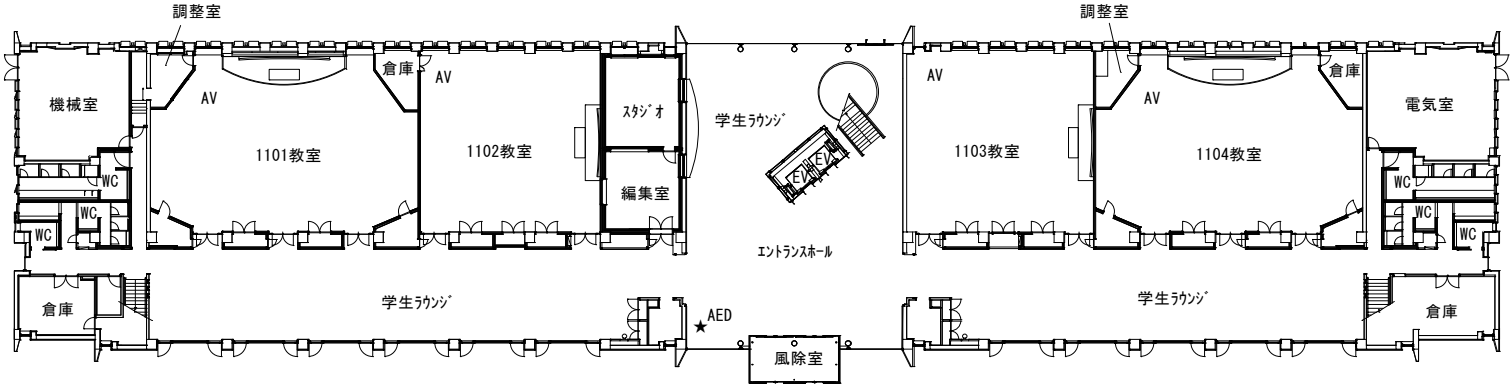 調整室
調整室
倉庫
AV
AV
AV
AV
倉庫
機械室
スタジオ
学生ラウンジ
電気室
1101教室
1102教室
EV
EV
1103教室
1104教室
編集室
WC
WC
WC
WC
WC
WC
エントランスホール
倉庫
学生ラウンジ
★AED
学生ラウンジ
倉庫
風除室